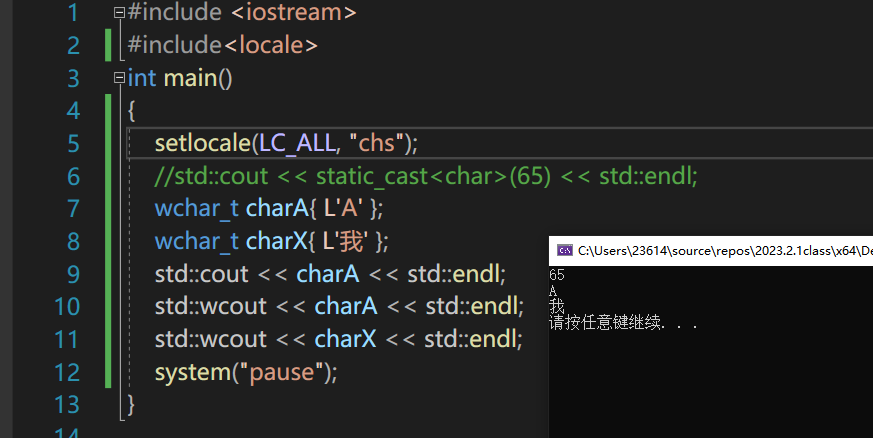 1 #include <iostream>
2 #include<locale>
3 int main()
4 {
5 setlocale(LC_ALL, "chs");
6 //std::cout << static_cast<char>(65) << std::endl;
7 wchar_t charA{ L'A' };
8 wchar_t charX{ L'我' };
9 std::cout << charA << std::endl;
10 std::wcout << charA << std::endl;
11 std::wcout << charX << std::endl;
12 system("pause");
13 }
14
C:\Users\23614\source\repos\2023.2.1class\x64\De
65
A
我
请按任意键继续. . .